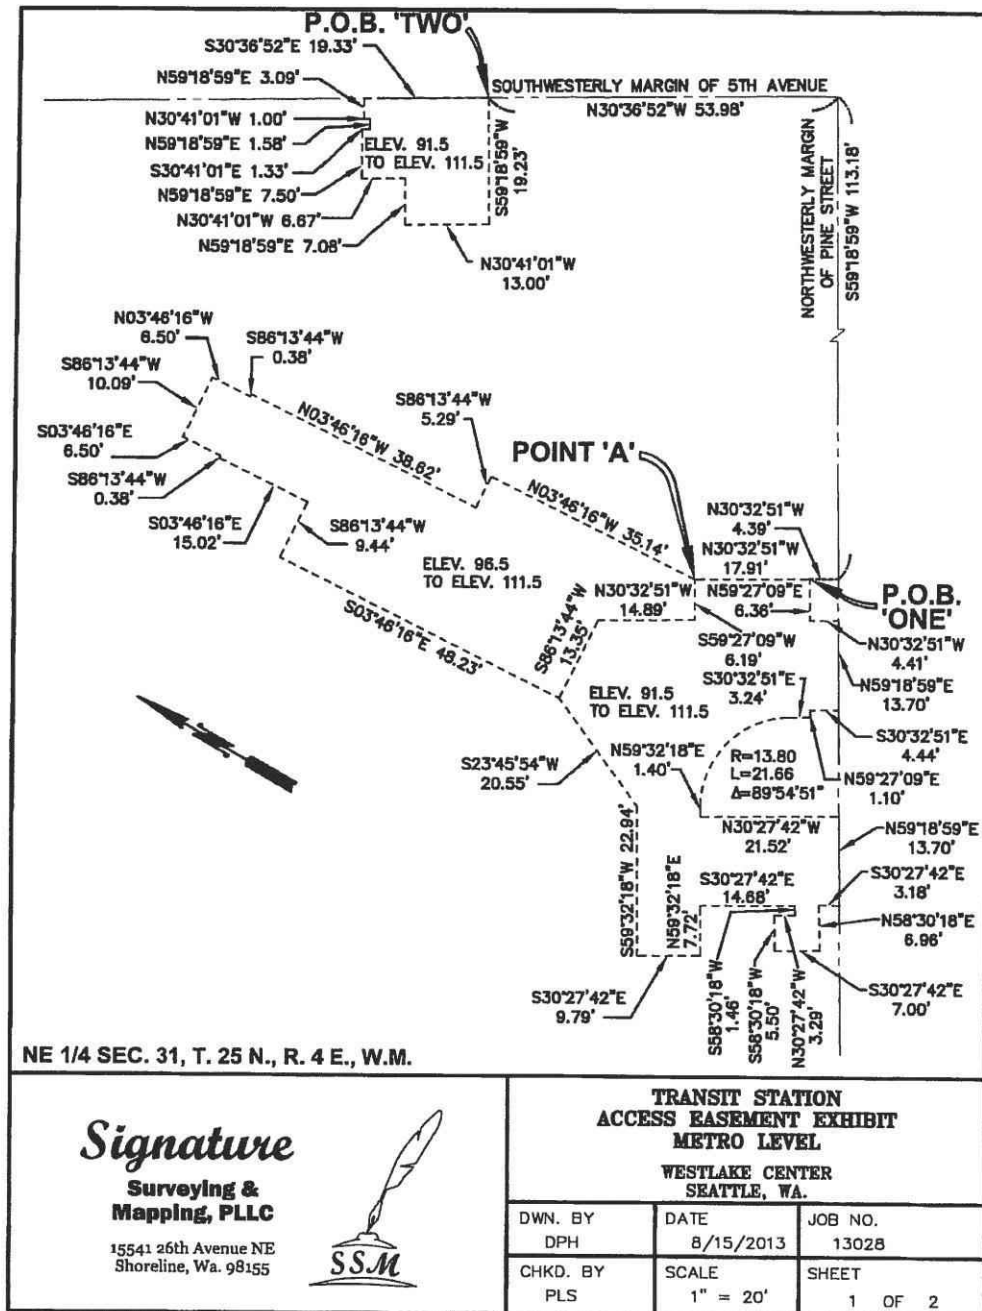 P.O.B. 'TWO'
S30°36'52"E 19.33'
N59°18'59"E 3.09'
SOUTHWESTERLY MARGIN OF 5TH AVENUE
N30°36'52"W 53.98'
N30°41'01"W 1.00'
N59°18'59"E 1.58'
S30°41'01"E 1.33'
N59°18'59"E 7.50'
N30°41'01"W 6.67'
N59°18'59"E 7.08'
ELEV. 91.5
TO ELEV. 111.5
S59°18'59"W
19.23'
N30°41'01"W
13.00'
NORTHWESTERLY MARGIN
OF PINE STREET
S59°18'59"W 113.18'
N03°46'16"W
6.50'
S86°13'44"W
0.38'
S86°13'44"W
10.09'
S03°46'16"E
6.50'
S86°13'44"W
0.38'
S03°46'16"E
15.02'
S86°13'44"W
9.44'
N03°46'16"W 38.62'
S86°13'44"W
5.29'
POINT 'A'
N03°46'16"W 35.14'
ELEV. 96.5
TO ELEV. 111.5
S03°46'16"E 48.23'
S86°13'44"W
13.35'
N30°32'51"W
14.89'
N30°32'51"W
4.39'
N30°32'51"W
17.91'
N59°27'09"E
6.36'
P.O.B.
'ONE'
S59°27'09"W
6.19'
N30°32'51"W
4.41'
S30°32'51"E
3.24'
N59°18'59"E
13.70'
ELEV. 91.5
TO ELEV. 111.5
S30°32'51"E
4.44'
N59°27'09"E
1.10'
S23°45'54"W
20.55'
N59°32'18"E
1.40'
R=13.80
L=21.66
Δ=89°54'51"
N30°27'42"W
21.52'
N59°18'59"E
13.70'
S59°32'18"W 22.94'
N59°32'18"E
7.72'
S30°27'42"E
14.68'
S30°27'42"E
3.18'
N58°30'18"E
6.96'
S30°27'42"E
7.00'
S30°27'42"E
9.79'
S58°30'18"W
1.46'
S58°30'18"W
5.50'
N30°27'42"W
3.29'
NE 1/4 SEC. 31, T. 25 N., R. 4 E., W.M.
Signature
Surveying &
Mapping, PLLC
15541 26th Avenue NE
Shoreline, Wa. 98155
SSM
TRANSIT STATION
ACCESS EASEMENT EXHIBIT
METRO LEVEL
WESTLAKE CENTER
SEATTLE, WA.
DWN. BY
DPH
DATE
8/15/2013
JOB NO.
13028
CHKD. BY
PLS
SCALE
1" = 20'
SHEET
1 OF 2